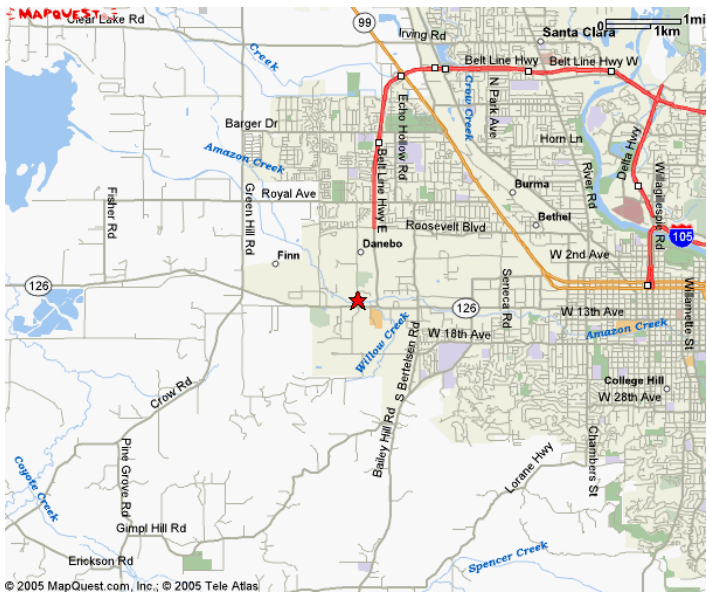 MAPQUEST
Clear Lake Rd
99
Irving Rd
Santa Clara
0
1mi
1km
Creek
Belt Line Hwy
Belt Line Hwy W
Crow Creek
N Park Ave
Echo Hollow Rd
Barger Dr
Horn Ln
Delta Hwy
River Rd
Willagillespie Rd
Amazon Creek
Belt Line Hwy E
Fisher Rd
Green Hill Rd
Royal Ave
Burma
Roosevelt Blvd
Bethel
105
Danebo
Finn
W 2nd Ave
126
Seneca Rd
126
W 13th Ave
Willamette St
Amazon Creek
W 18th Ave
Willow Creek
S Bertelsen Rd
College Hill
W 28th Ave
Crow Rd
Bailey Hill Rd
Pine Grove Rd
Chambers St
Lorane Hwy
Coyote Creek
Gimpl Hill Rd
Erickson Rd
Spencer Creek
© 2005 MapQuest.com, Inc.; © 2005 Tele Atlas